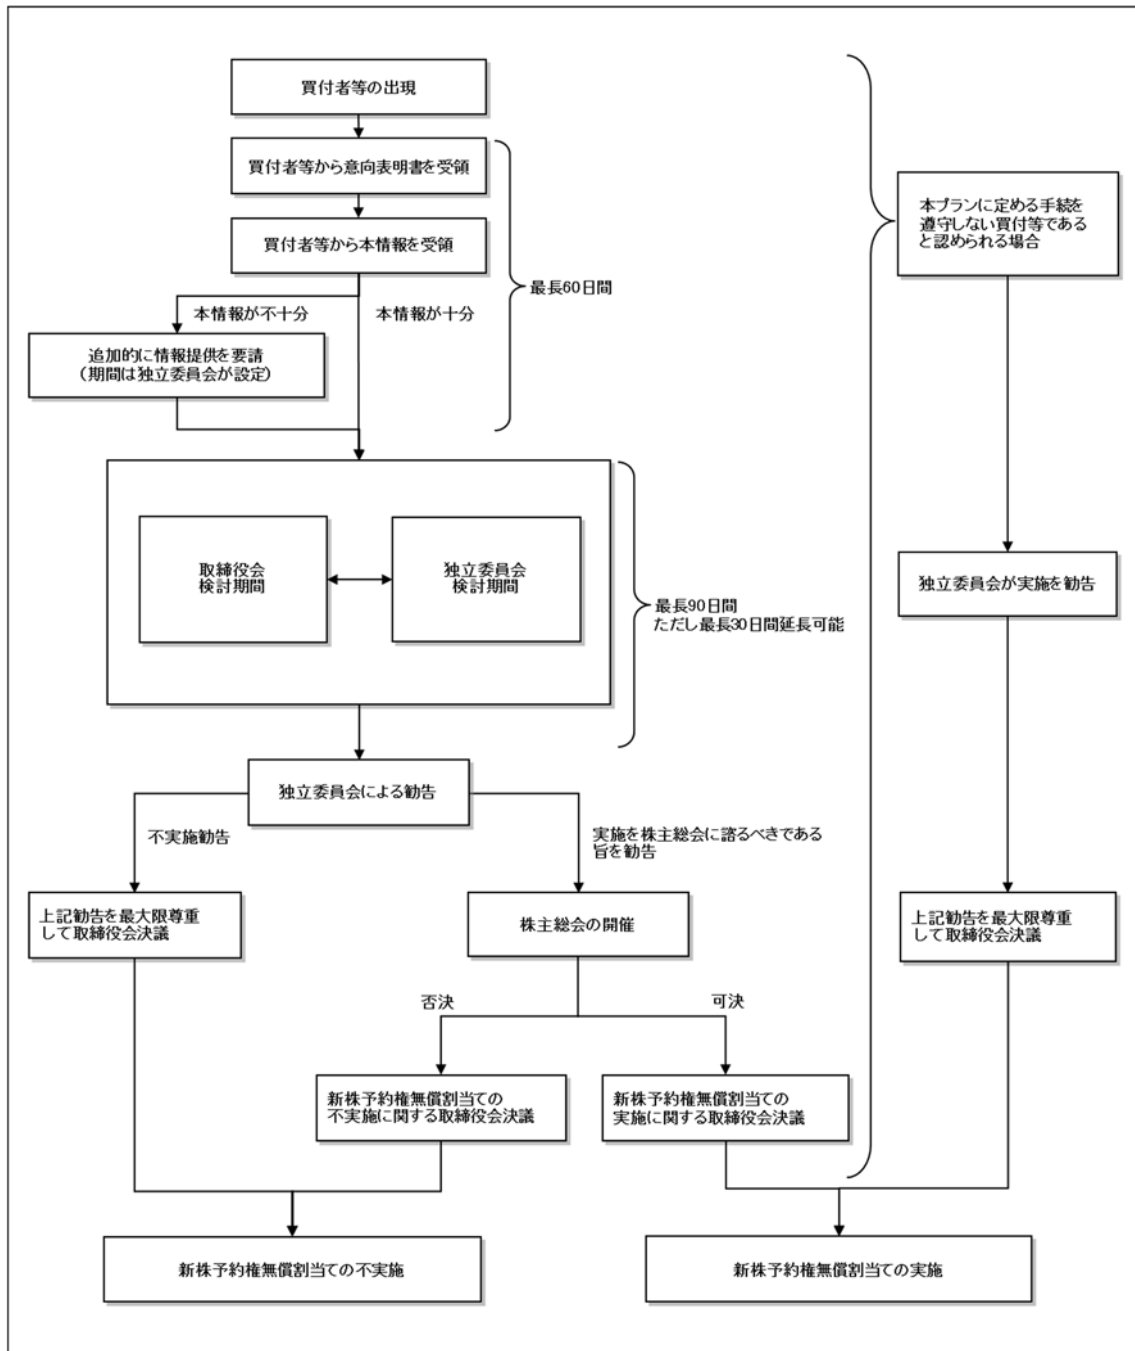 買付者等の出現
買付者等から意向表明書を受領
買付者等から本情報を受領
最長60日間
本情報が不十分
本情報が十分
追加的に情報提供を要請
（期間は独立委員会が設定）
取締役会
検討期間
独立委員会
検討期間
最長90日間
ただし最長30日間延長可能
独立委員会による勧告
不実施勧告
実施を株主総会に諮るべきである
旨を勧告
上記勧告を最大限尊重
して取締役会決議
株主総会の開催
否決
可決
新株予約権無償割当ての
不実施に関する取締役会決議
新株予約権無償割当ての
実施に関する取締役会決議
本プランに定める手続を
遵守しない買付等である
と認められる場合
独立委員会が実施を勧告
上記勧告を最大限尊重
して取締役会決議
新株予約権無償割当ての不実施
新株予約権無償割当ての実施